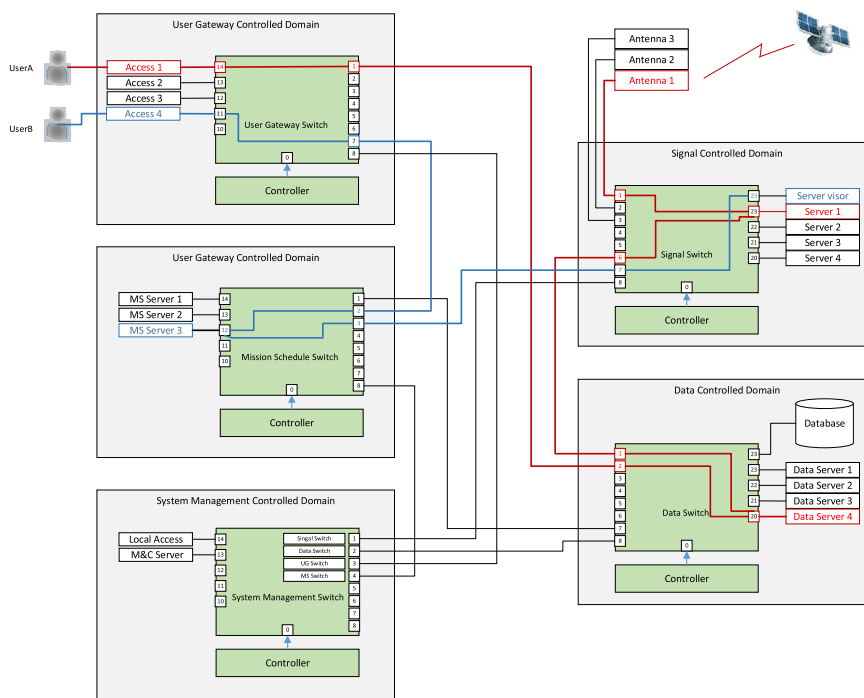 User Gateway Controlled Domain
UserA
UserB
Access 1
Access 2
Access 3
Access 4
14
13
12
11
10
1
2
3
4
5
6
7
8
User Gateway Switch
0
Controller
Antenna 3
Antenna 2
Antenna 1
Signal Controlled Domain
1
2
3
4
5
6
7
8
23
23
22
21
20
Server visor
Server 1
Server 2
Server 3
Server 4
Signal Switch
0
Controller
User Gateway Controlled Domain
MS Server 1
MS Server 2
MS Server 3
14
13
12
11
10
1
2
3
4
5
6
7
8
Mission Schedule Switch
0
Controller
Data Controlled Domain
Database
1
2
3
4
5
6
7
8
23
23
22
21
20
Data Server 1
Data Server 2
Data Server 3
Data Server 4
Data Switch
0
Controller
System Management Controlled Domain
Local Access
M&C Server
14
13
12
11
10
Singal Switch
Data Switch
UG Switch
MS Switch
1
2
3
4
5
6
7
8
System Management Switch
0
Controller